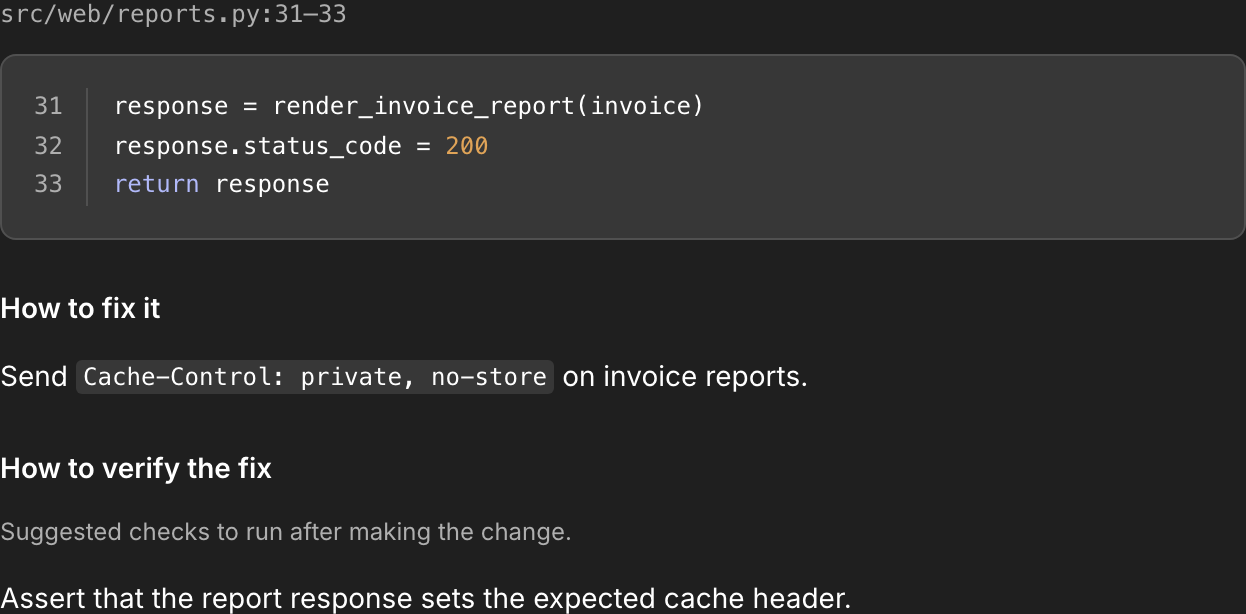 src/web/reports.py:31–33
31 response = render_invoice_report(invoice)
32 response.status_code = 200
33 return response
How to fix it
Send Cache-Control: private, no-store on invoice reports.
How to verify the fix
Suggested checks to run after making the change.
Assert that the report response sets the expected cache header.